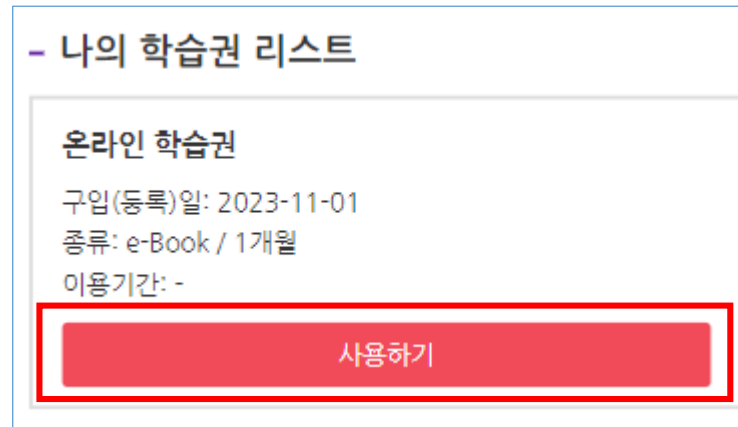 - 나의 학습권 리스트
온라인 학습권
구입(등록)일: 2023-11-01
종류: e-Book / 1개월
이용기간: -
사용하기